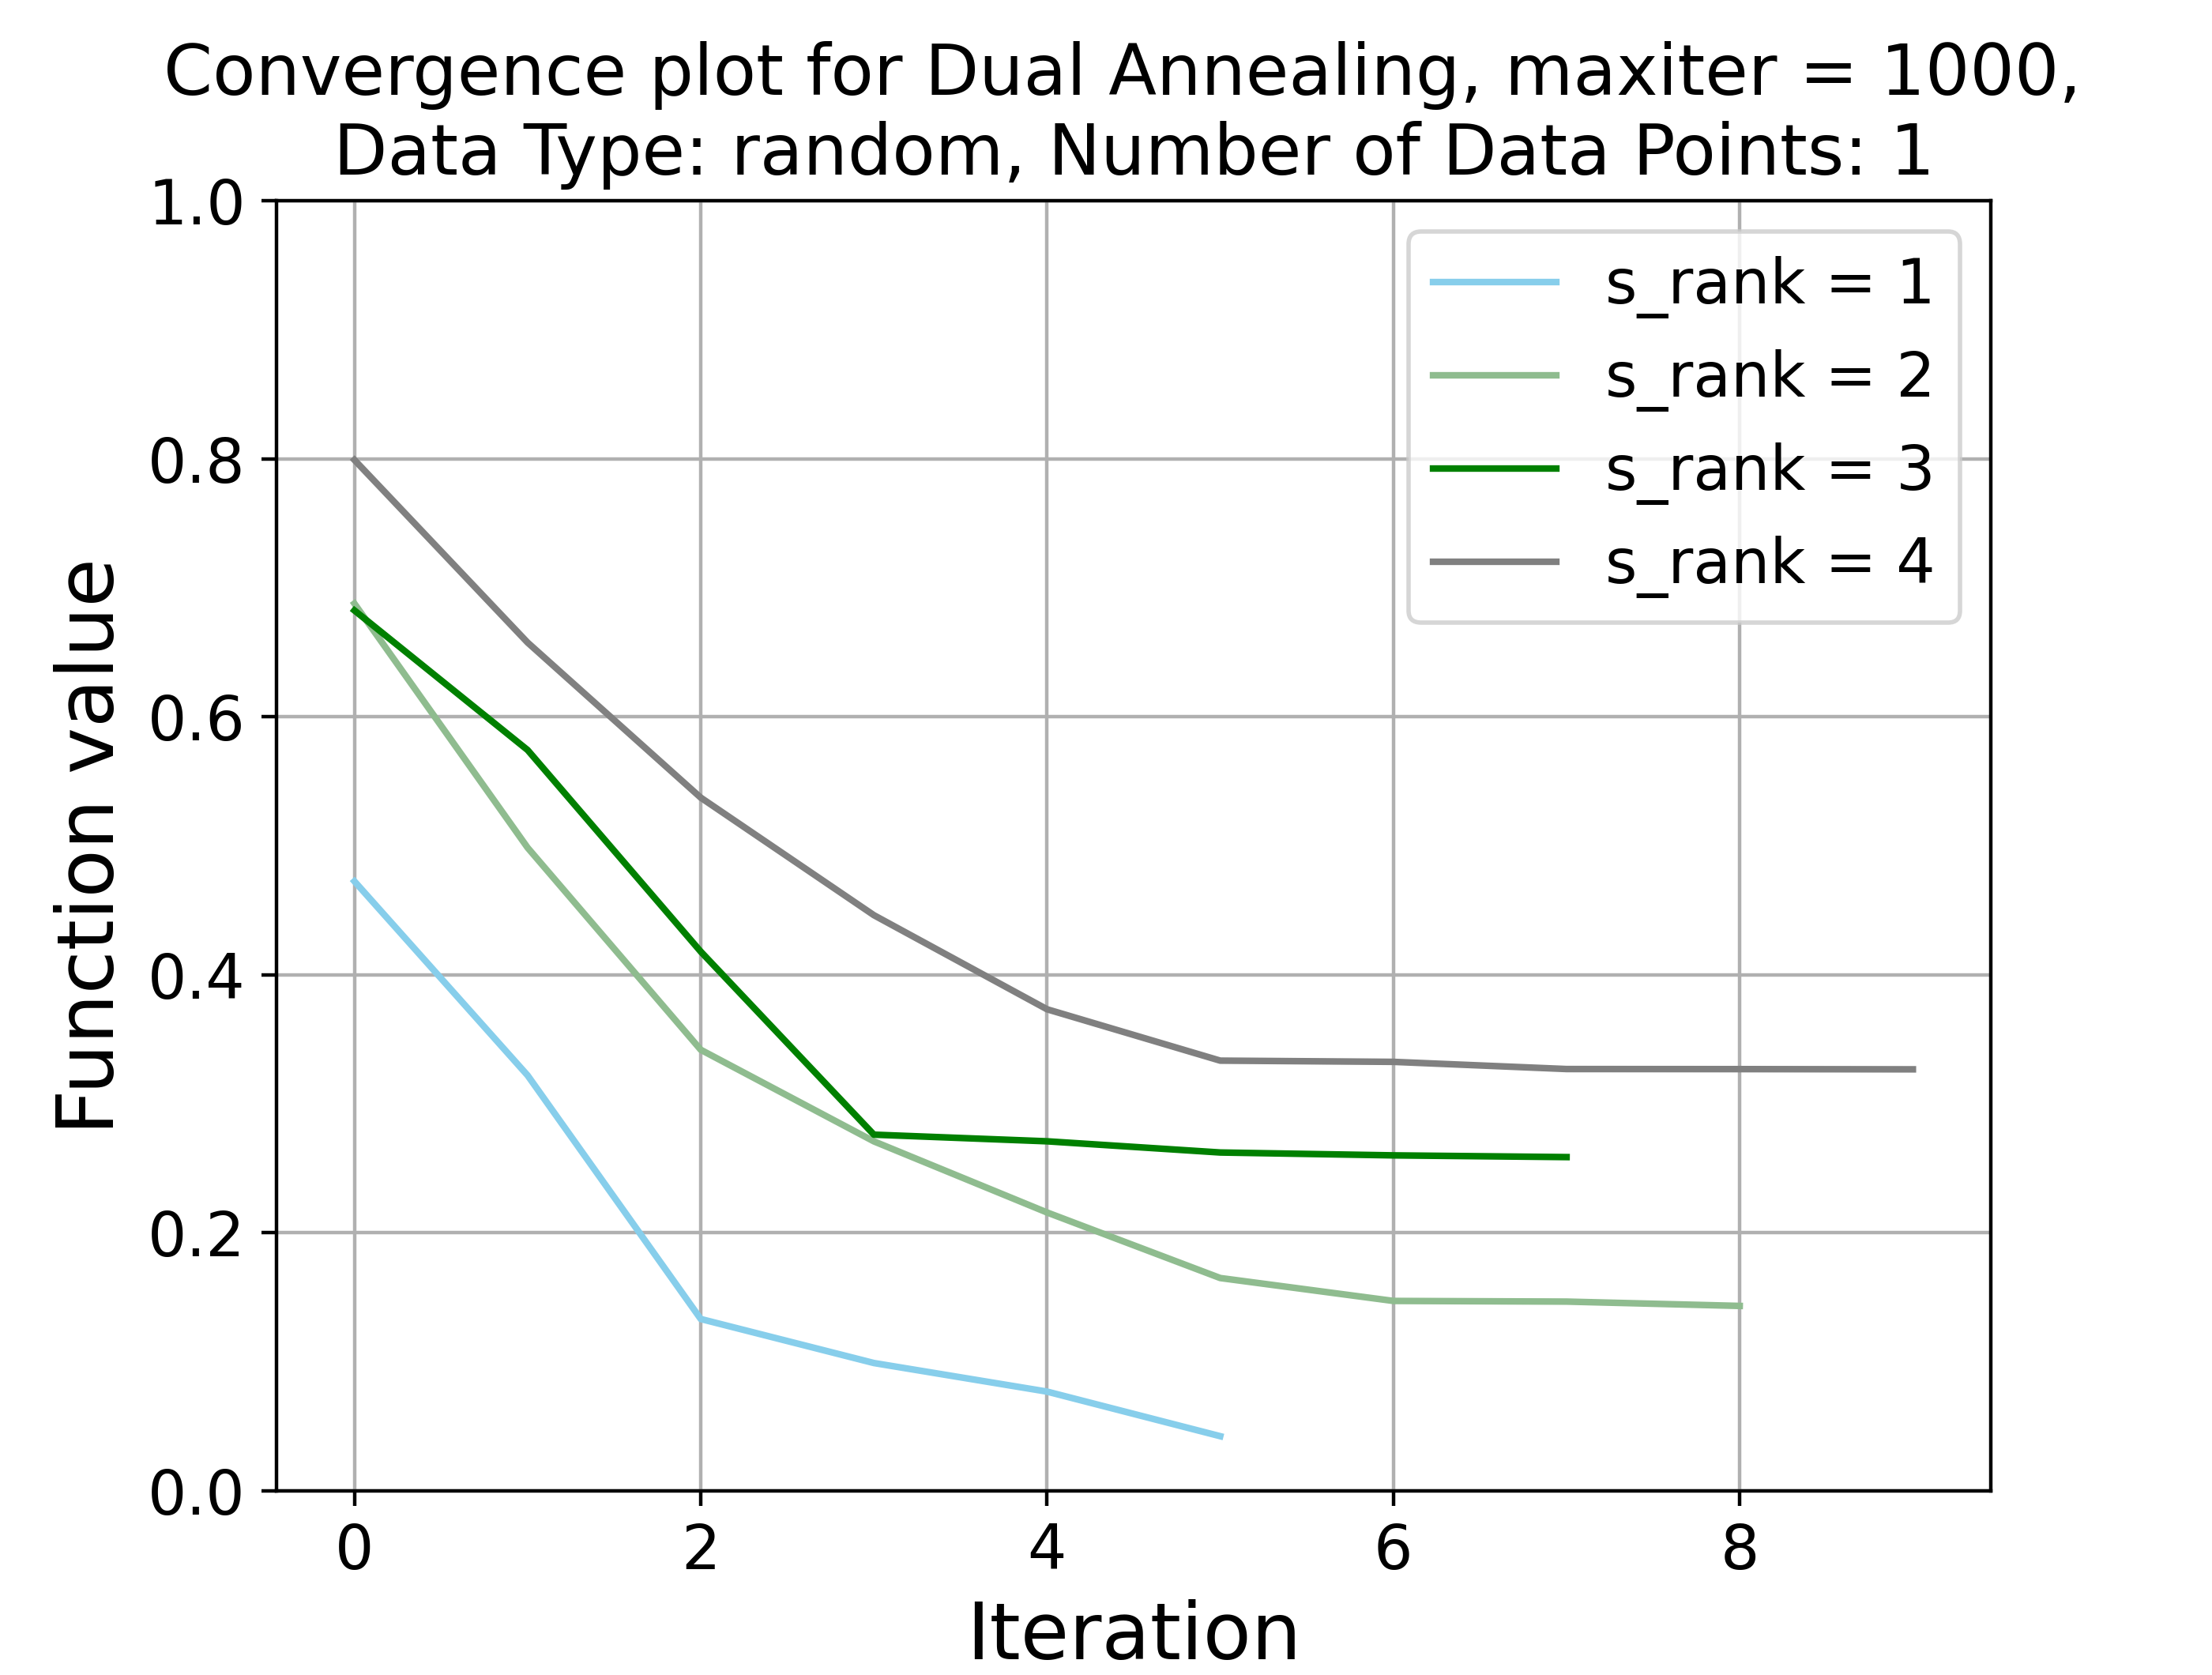 Convergence plot for Dual Annealing, maxiter = 1000,
Data Type: random, Number of Data Points: 1
1.0
0.8
0.6
0.4
0.2
0.0
Function value
s_rank = 1
s_rank = 2
s_rank = 3
s_rank = 4
0 2 4 6 8
Iteration